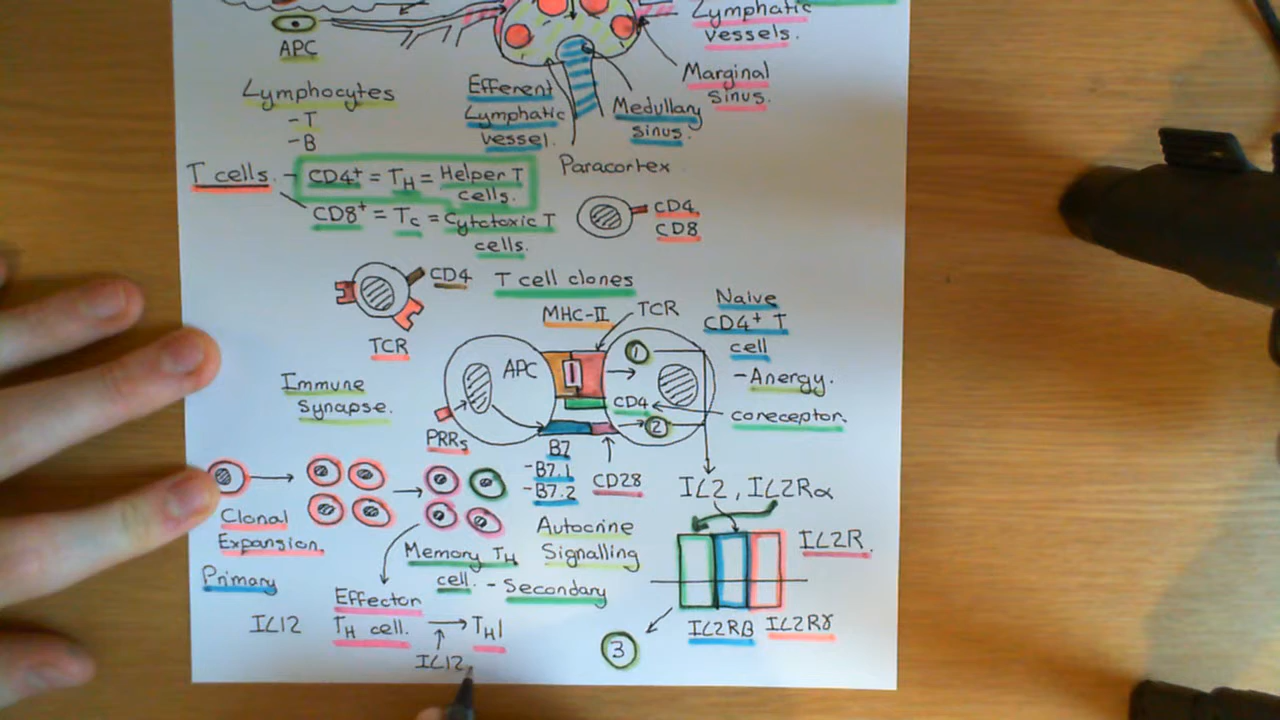 APC
Lymphocytes
- T
- B
Efferent
Lymphatic
vessel.
Medullary
sinus.
Lymphatic
vessels.
Marginal
Sinus.
Paracortex
T cells. - CD4+ = TH = Helper T
cells.
CD8+ = Tc = Cytotoxic T
cells.
CD4
CD8
CD4
TCR
T cell clones
MHC-II
TCR
Naive
CD4+ T
cell
- Anergy.
Immune
Synapse.
APC
1
CD4
2
coreceptor.
PRRs
B7
- B7.1
- B7.2
CD28
IL2, IL2Rα
IL2R.
IL2Rβ
IL2Rγ
3
Autocrine
Signalling
Clonal
Expansion.
Primary
Memory TH
cell. - Secondary
Effector
TH cell. → TH1
IL12
IL12